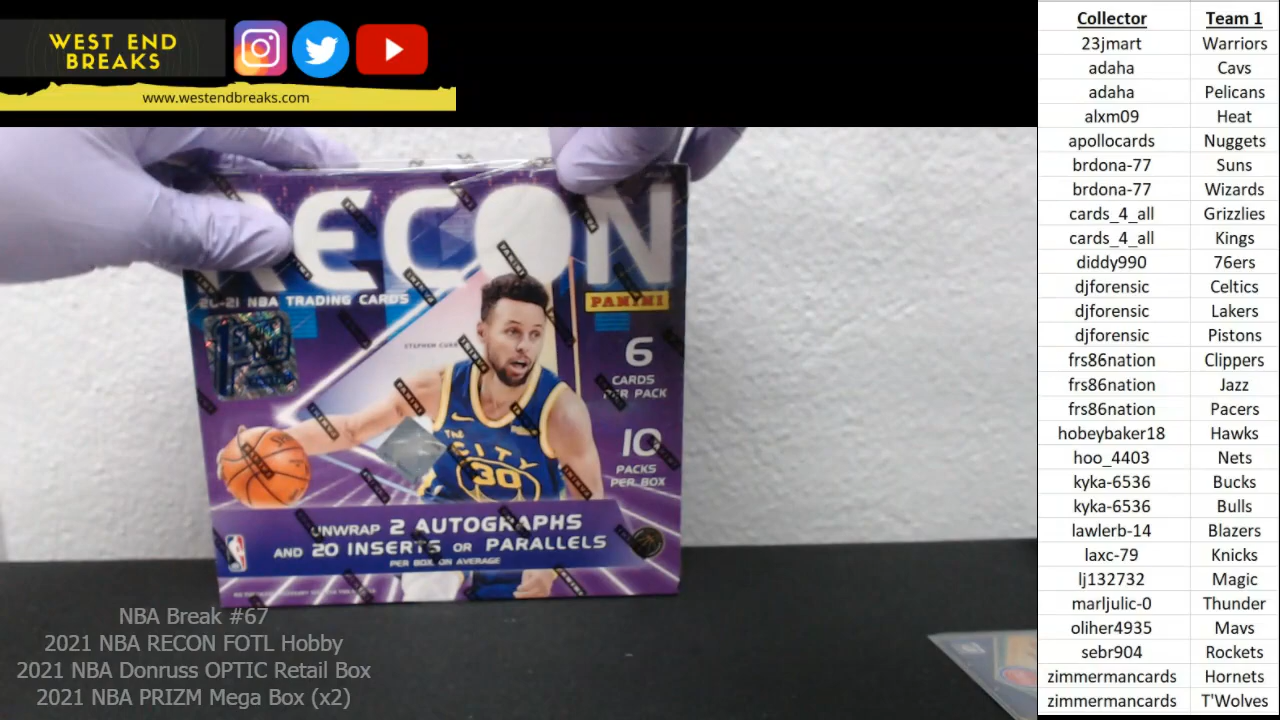 WEST END
BREAKS
www.westendbreaks.com
RECON
20-21 NBA TRADING CARDS
PANINI
STEPHEN CURRY
6
CARDS
PER PACK
10
PACKS
PER BOX
The
CITY
30
UNWRAP 2 AUTOGRAPHS
AND 20 INSERTS OR PARALLELS
PER BOX, ON AVERAGE
NBA Break #67
2021 NBA RECON FOTL Hobby
2021 NBA Donruss OPTIC Retail Box
2021 NBA PRIZM Mega Box (x2)
Collector Team 1
23jmart Warriors
adaha Cavs
adaha Pelicans
alxm09 Heat
apollocards Nuggets
brdona-77 Suns
brdona-77 Wizards
cards_4_all Grizzlies
cards_4_all Kings
diddy990 76ers
djforensic Celtics
djforensic Lakers
djforensic Pistons
frs86nation Clippers
frs86nation Jazz
frs86nation Pacers
hobeybaker18 Hawks
hoo_4403 Nets
kyka-6536 Bucks
kyka-6536 Bulls
lawlerb-14 Blazers
laxc-79 Knicks
lj132732 Magic
marljulic-0 Thunder
oliher4935 Mavs
sebr904 Rockets
zimmermancards Hornets
zimmermancards T'Wolves